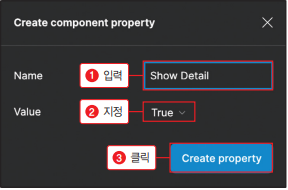 Create component property
Name ❶ 입력 Show Detail
Value ❷ 지정 True
❸ 클릭 Create property